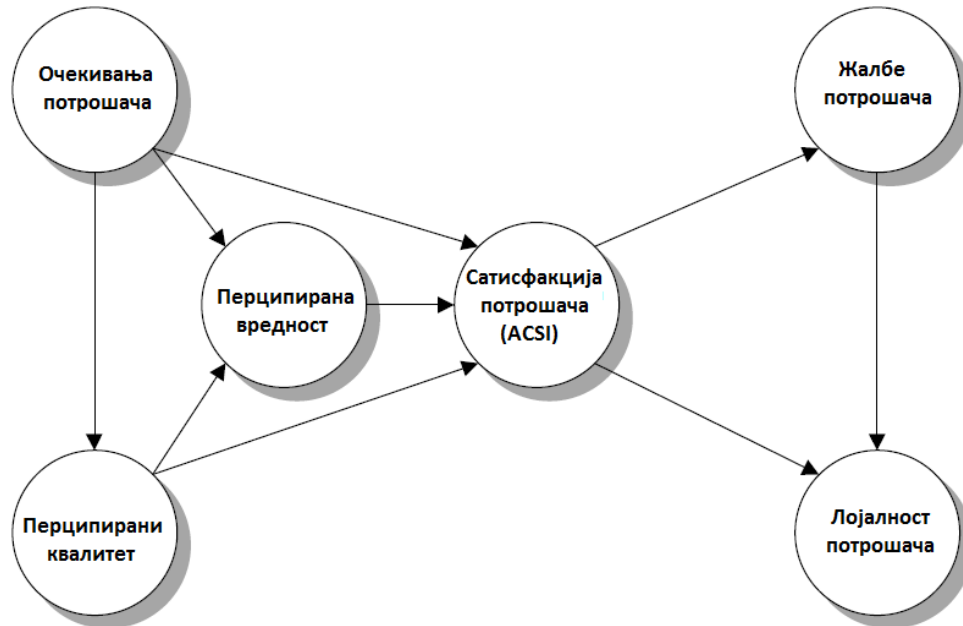 Очекивања
потрошача
Жалбе
потрошача
Перципирана
вредност
Сатисфакција
потрошача
(ACSI)
Перципирани
квалитет
Лојалност
потрошача